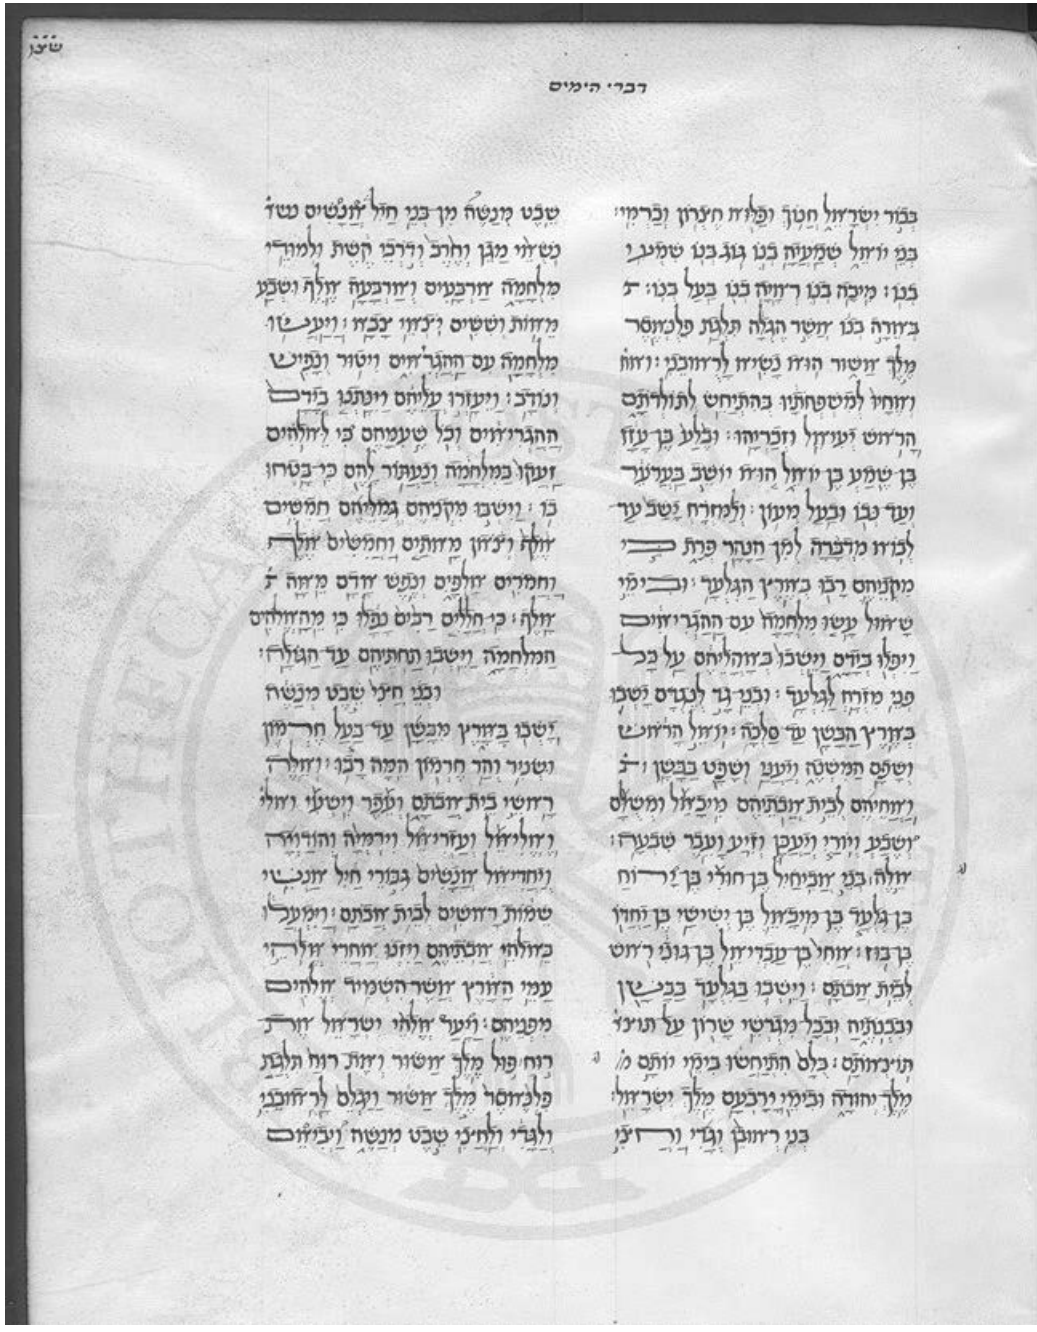 שצו
דברי הימים
בכור ישראל חנוך ופלוא חצרון וכרמי׃
בני יואל שמעיה בנו גוג בנו שמעי
בנו׃ מיכה בנו ראיה בנו בעל בנו׃
בארה בנו אשר הגלה תלגת פלנאסר
מלך אשור הוא נשיא לראובני׃
ואחיו למשפחתיו בהתיחש לתולדתם
הראש יעיאל וזכריהו׃ ובלע בן עזז
בן שמע בן יואל הוא יושב בערער
ועד נבו ובעל מעון׃ ולמזרח ישב עד
לבוא מדברה למן הנהר פרת כי
מקניהם רבו בארץ הגלעד׃ ובימי
שאול עשו מלחמה עם ההגריאים
ויפלו בידם וישבו באהליהם על כל
פני מזרח לגלעד׃ ובני גד לנגדם ישבו
בארץ הבשן עד סלכה׃ יואל הראש
ושפם המשנה ויעני ושפט בבשן׃
ואחיהם לבית אבתיהם מיכאל ומשלם
ושבע ויורי ויעכן וזיע ועבר שבעה׃
אלה בני אביחיל בן חורי בן ירוח
בן גלעד בן מיכאל בן ישישי בן יחדו
בן בוז׃ אחי בן עבדיאל בן גוני ראש
לבית אבתם׃ וישבו בגלעד בבשן
ובבנתיה ובכל מגרשי שרון על
תוצאותם׃ כלם התיחשו בימי יותם
מלך יהודה ובימי ירבעם מלך ישראל׃
בני ראובן וגדי וחצי
שבט מנשה מן בני חיל אנשים
נשאי מגן וחרב ודרכי קשת ולמודי
מלחמה ארבעים וארבעה אלף ושבע
מאות וששים יצאי צבא׃ ויעשו
מלחמה עם ההגריאים ויטור ונפיש
ונודב׃ ויעזרו עליהם וינתנו בידם
ההגריאים וכל שעמהם כי לאלהים
זעקו במלחמה ונעתור להם כי בטחו
בו׃ וישבו מקניהם גמליהם חמשים
אלף וצאן מאתים וחמשים אלף
וחמרים אלפים ונפש אדם מאה
אלף׃ כי חללים רבים נפלו כי מהאלהים
המלחמה וישבו תחתיהם עד הגולה׃
ובני חצי שבט מנשה
ישבו בארץ מבשן עד בעל חרמון
ושניר והר חרמון המה רבו׃ ואלה
ראשי בית אבתם ועפר וישעי ואלי
ואליאל ועזריאל וירמיה והודויה
ויחדיאל אנשים גבורי חיל אנשי
שמות ראשים לבית אבתם׃ וימעלו
באלהי אבתיהם ויזנו אחרי אלהי
עמי הארץ אשר השמיד אלהים
מפניהם׃ ויער אלהי ישראל את
רוח פול מלך אשור ואת רוח תלגת
פלנאסר מלך אשור ויגלם לראובני
ולגדי ולחצי שבט מנשה ויביאם